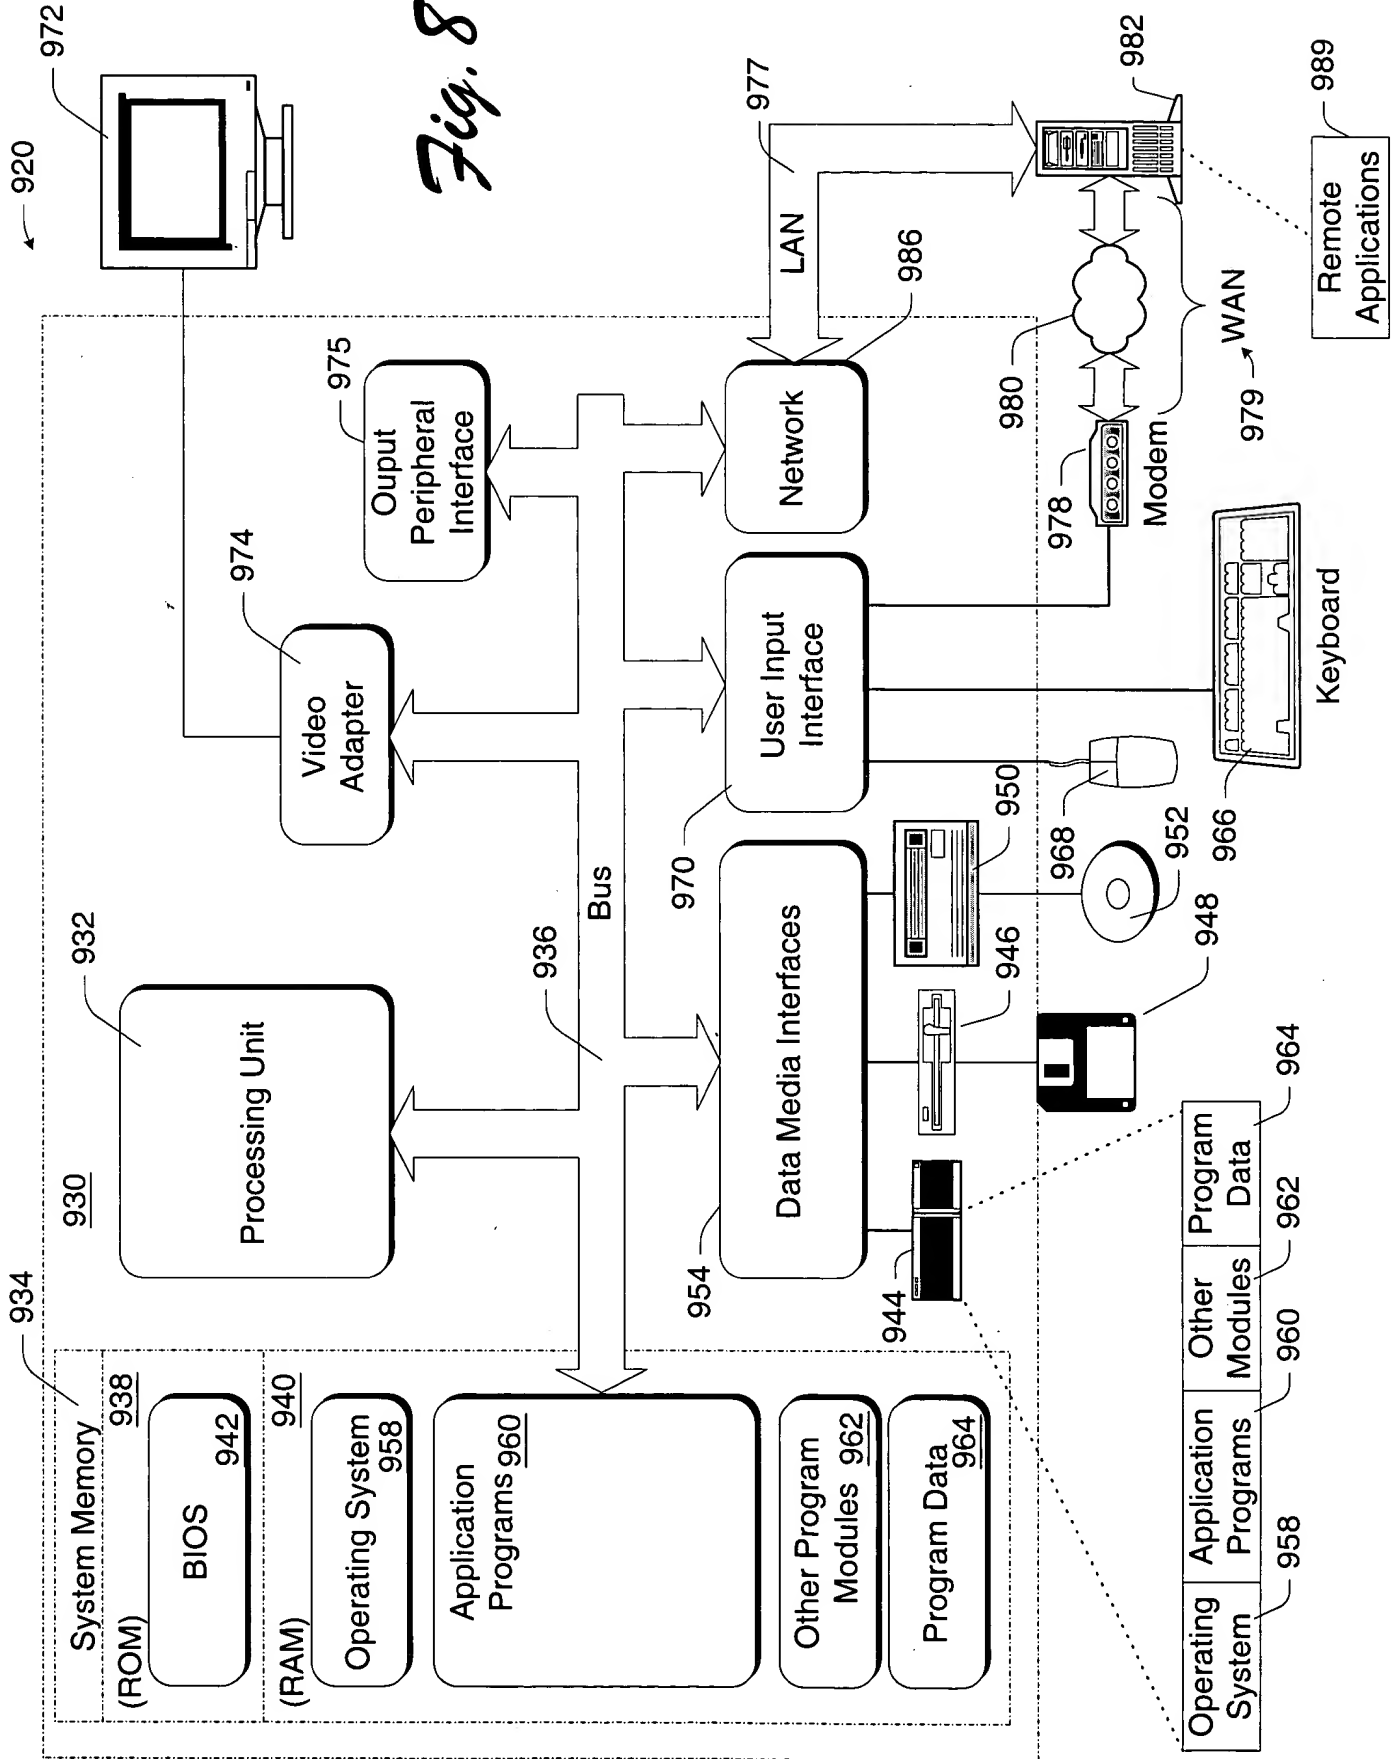 934
930
932
974
975
920
972
System Memory
(ROM)
938
BIOS
942
(RAM)
940
Operating System
958
Application
Programs 960
Other Program
Modules 962
Program Data
964
Processing Unit
Video
Adapter
Ouput
Peripheral
Interface
Fig. 8
936
Bus
954
Data Media Interfaces
970
User Input
Interface
Network
986
LAN
977
944
946
950
948
952
968
966
Keyboard
978
Modem
980
979
WAN
982
Remote
Applications
989
Operating
System
Application
Programs
Other
Modules
Program
Data
958
960
962
964